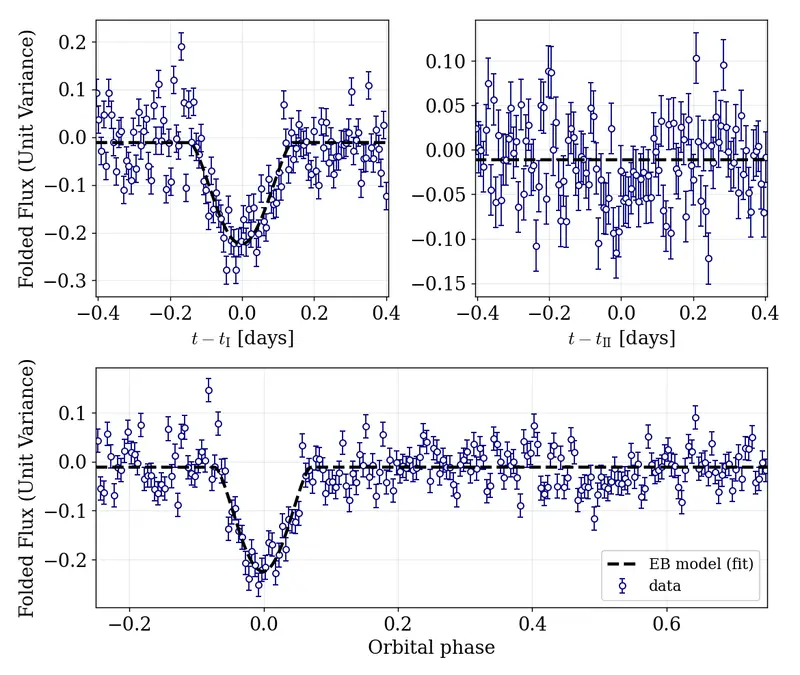 0.2
0.1
0.0
−0.1
−0.2
−0.3
Folded Flux (Unit Variance)
−0.4 −0.2 0.0 0.2 0.4
t − tI [days]
0.10
0.05
0.00
−0.05
−0.10
−0.15
−0.4 −0.2 0.0 0.2 0.4
t − tII [days]
0.1
0.0
−0.1
−0.2
Folded Flux (Unit Variance)
EB model (fit)
data
−0.2 0.0 0.2 0.4 0.6
Orbital phase